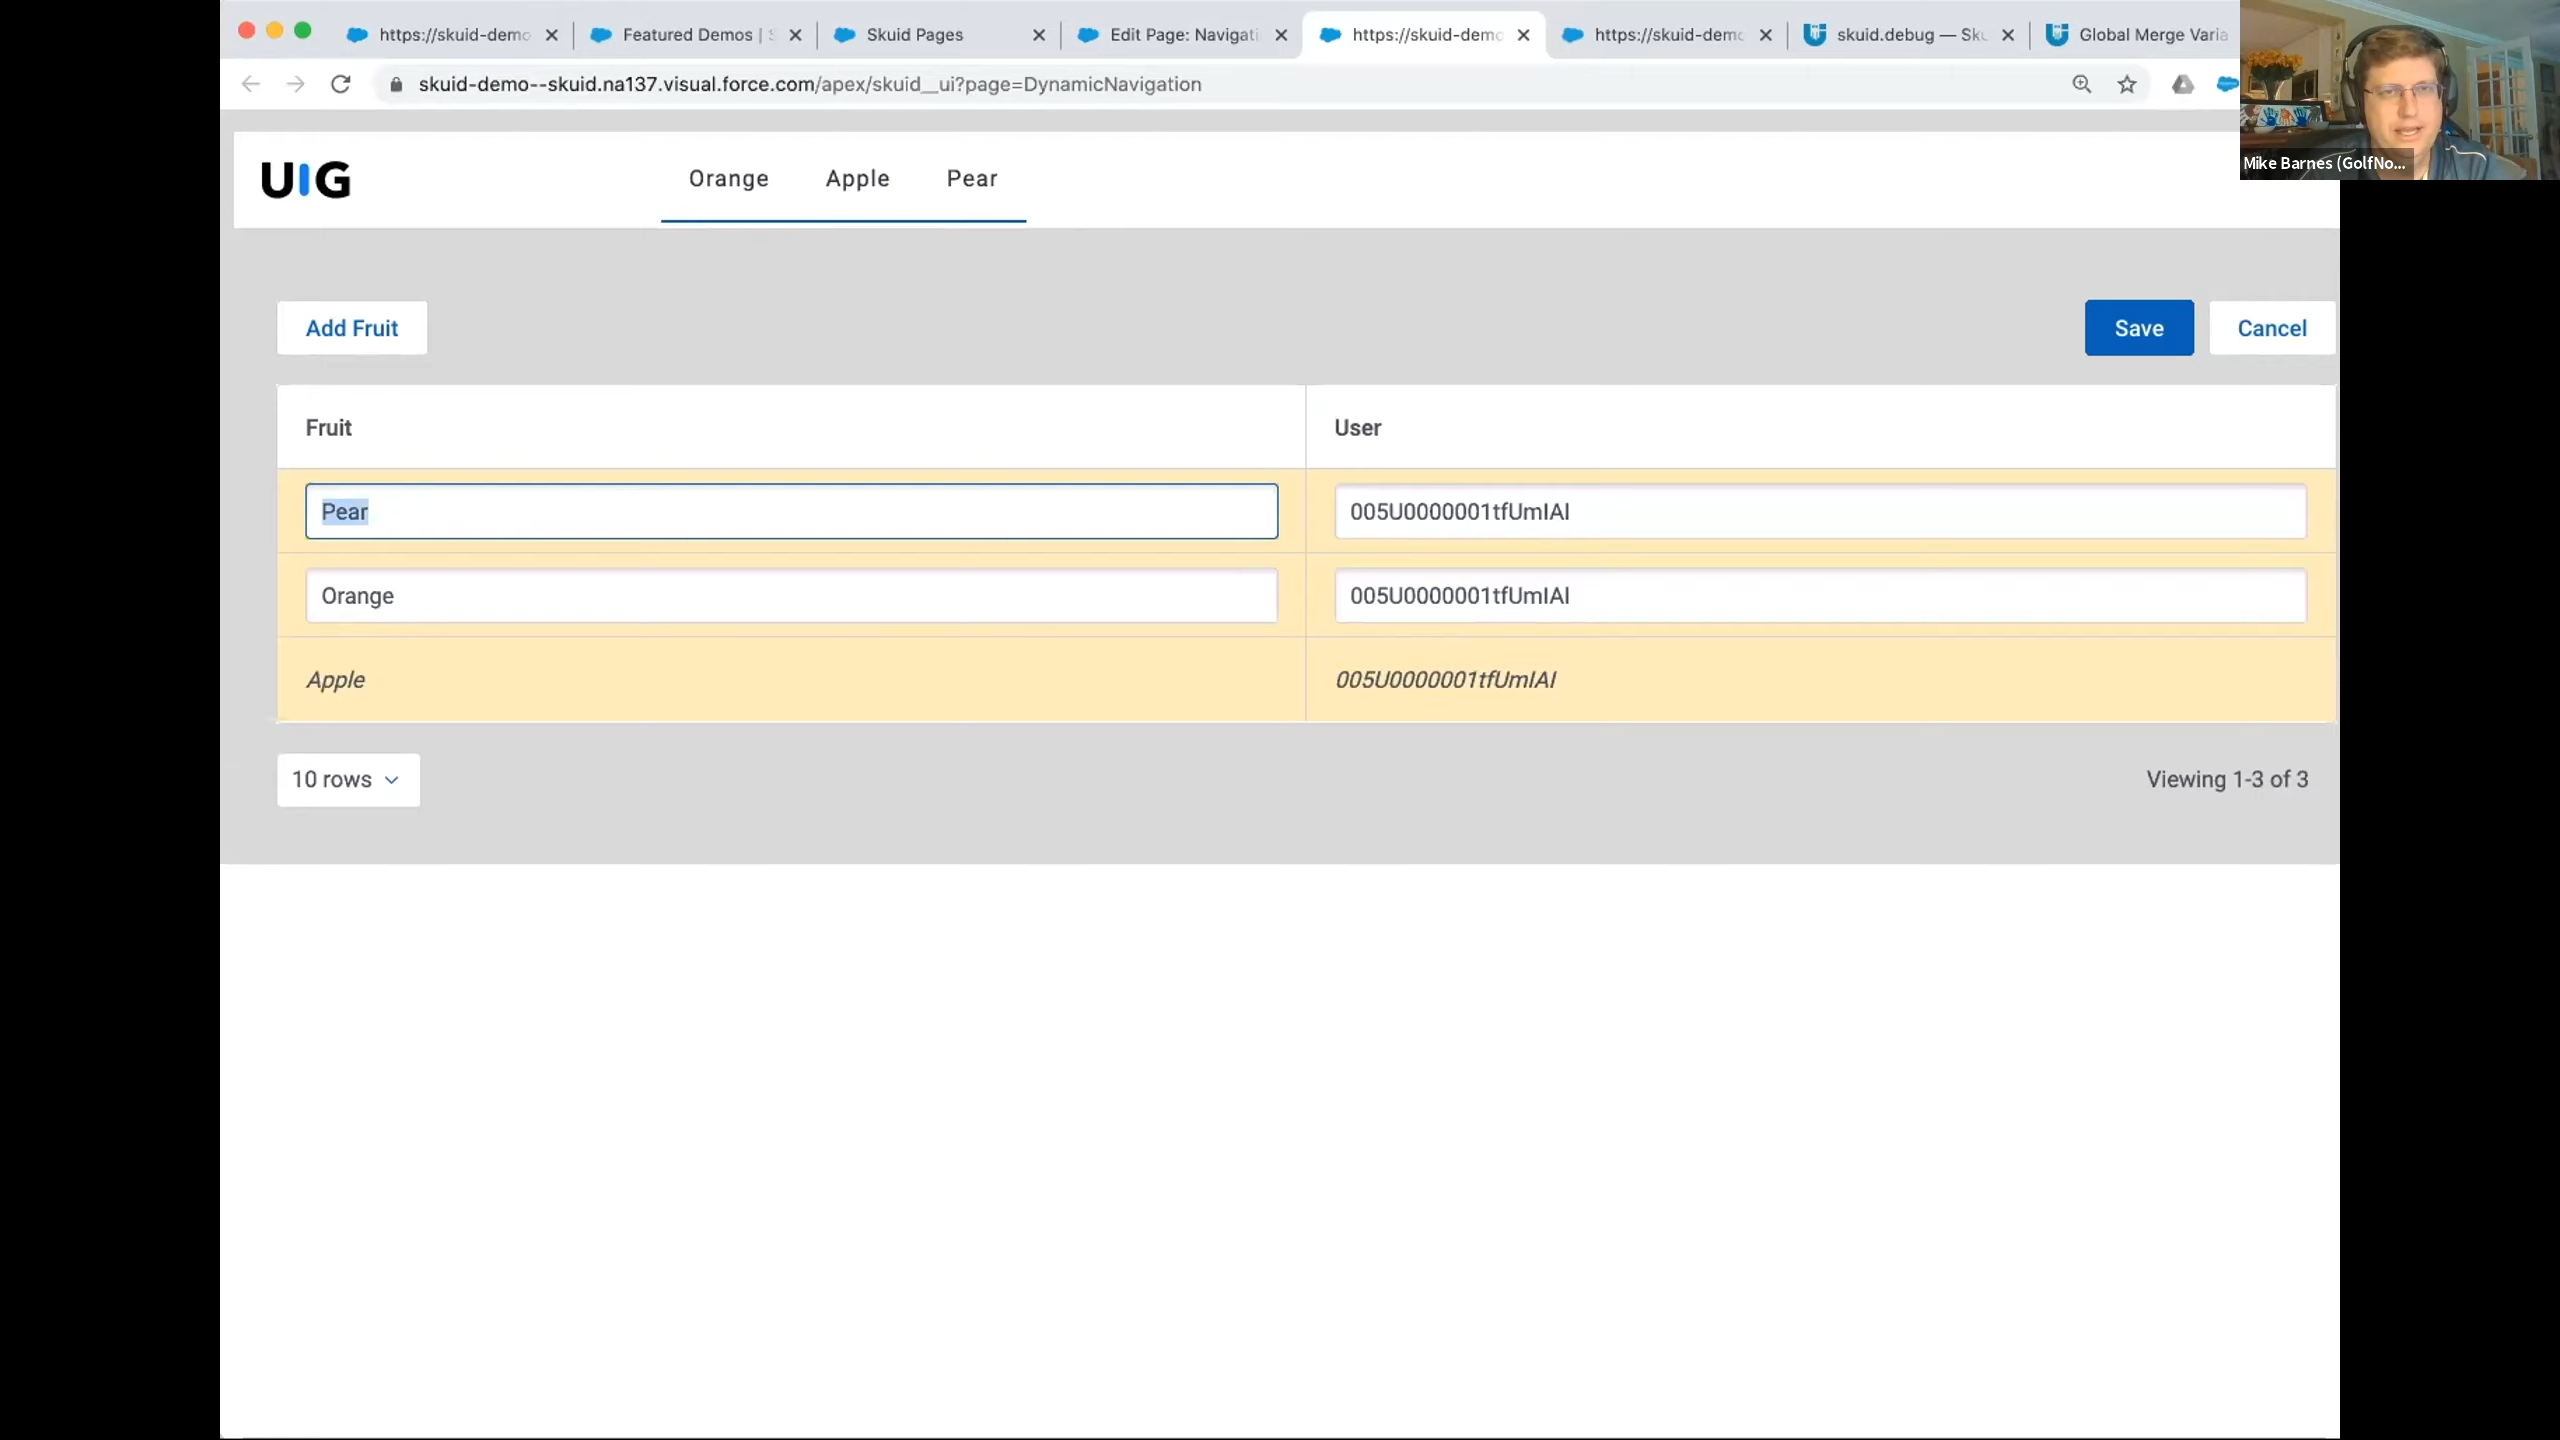 https://skuid-demo
Featured Demos |
Skuid Pages
Edit Page: Navigati
https://skuid-demo
https://skuid-demo
skuid.debug — Sku
Global Merge Varia
skuid-demo--skuid.na137.visual.force.com/apex/skuid__ui?page=DynamicNavigation
Mike Barnes (GolfNo...
UIG
Orange
Apple
Pear
Add Fruit
Save
Cancel
Fruit
User
Pear
005U0000001tfUmIAI
Orange
005U0000001tfUmIAI
Apple
005U0000001tfUmIAI
10 rows
Viewing 1-3 of 3